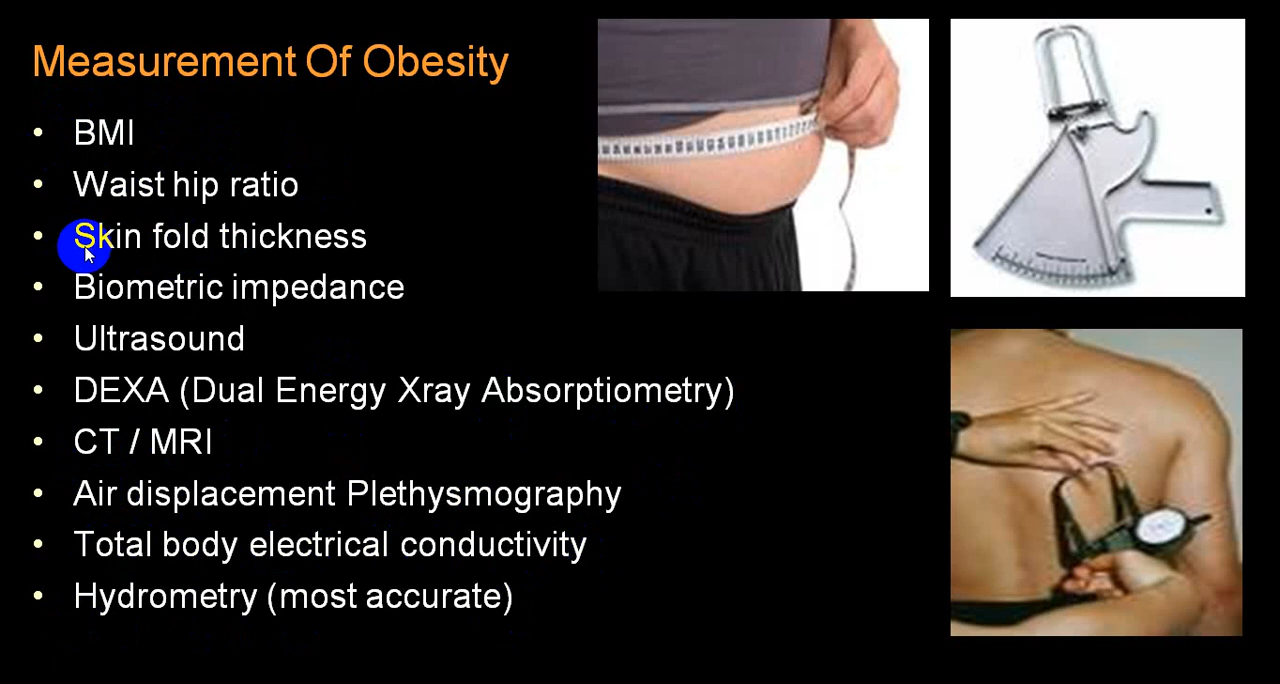 Measurement Of Obesity
• BMI
• Waist hip ratio
• Skin fold thickness
• Biometric impedance
• Ultrasound
• DEXA (Dual Energy Xray Absorptiometry)
• CT / MRI
• Air displacement Plethysmography
• Total body electrical conductivity
• Hydrometry (most accurate)